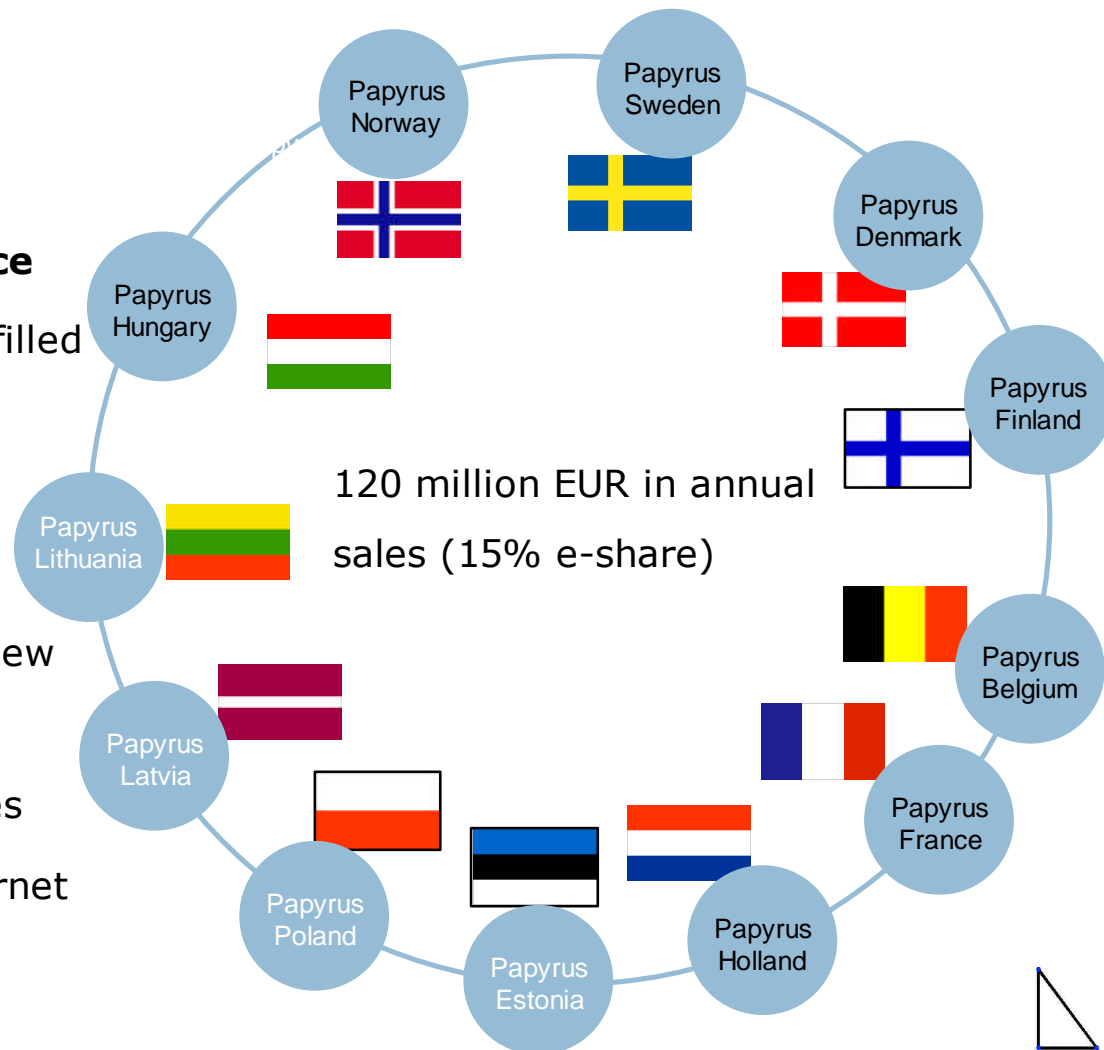 Papyrus
Norway
Papyrus
Sweden
Papyrus
Denmark
Papyrus
Hungary
Papyrus
Finland
ce
filled
120 million EUR in annual
sales (15% e-share)
Papyrus
Lithuania
ew
Papyrus
Belgium
Papyrus
Latvia
es
Papyrus
France
rnet
Papyrus
Poland
Papyrus
Holland
Papyrus
Estonia